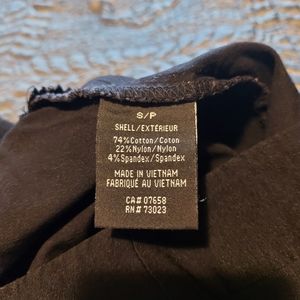 S/P
SHELL/EXTÉRIEUR
74%Cotton/Coton
22%Nylon/Nylon
4%Spandex/Spandex
MADE IN VIETNAM
FABRIQUÉ AU VIETNAM
CA# 07658
RN# 73023